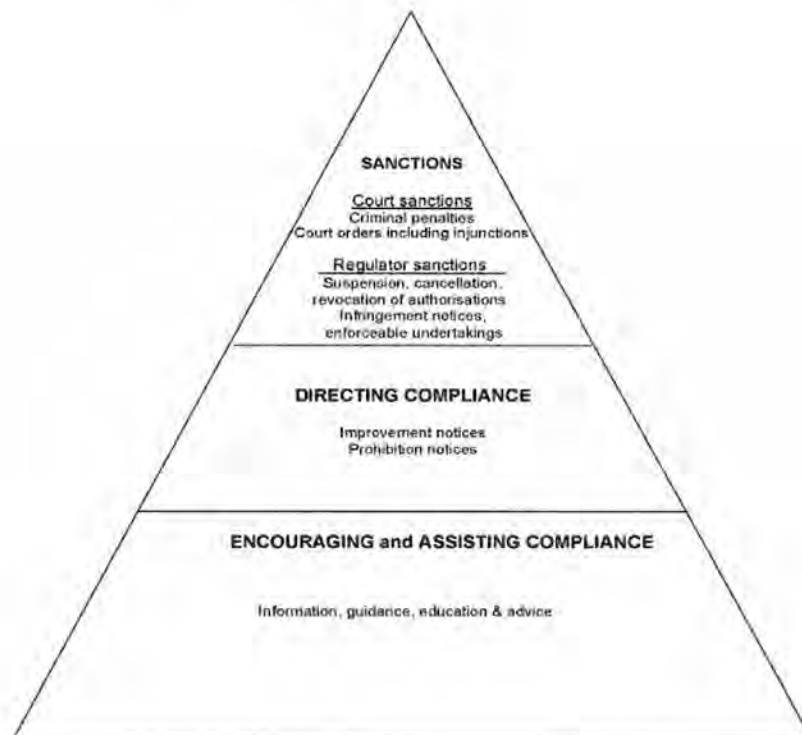 SANCTIONS
Court sanctions
Criminal penalties
Court orders including injunctions
Regulator sanctions
Suspension, cancellation,
revocation of authorisations
Infringement notices,
enforceable undertakings
DIRECTING COMPLIANCE
Improvement notices
Prohibition notices
ENCOURAGING and ASSISTING COMPLIANCE
Information, guidance, education & advice